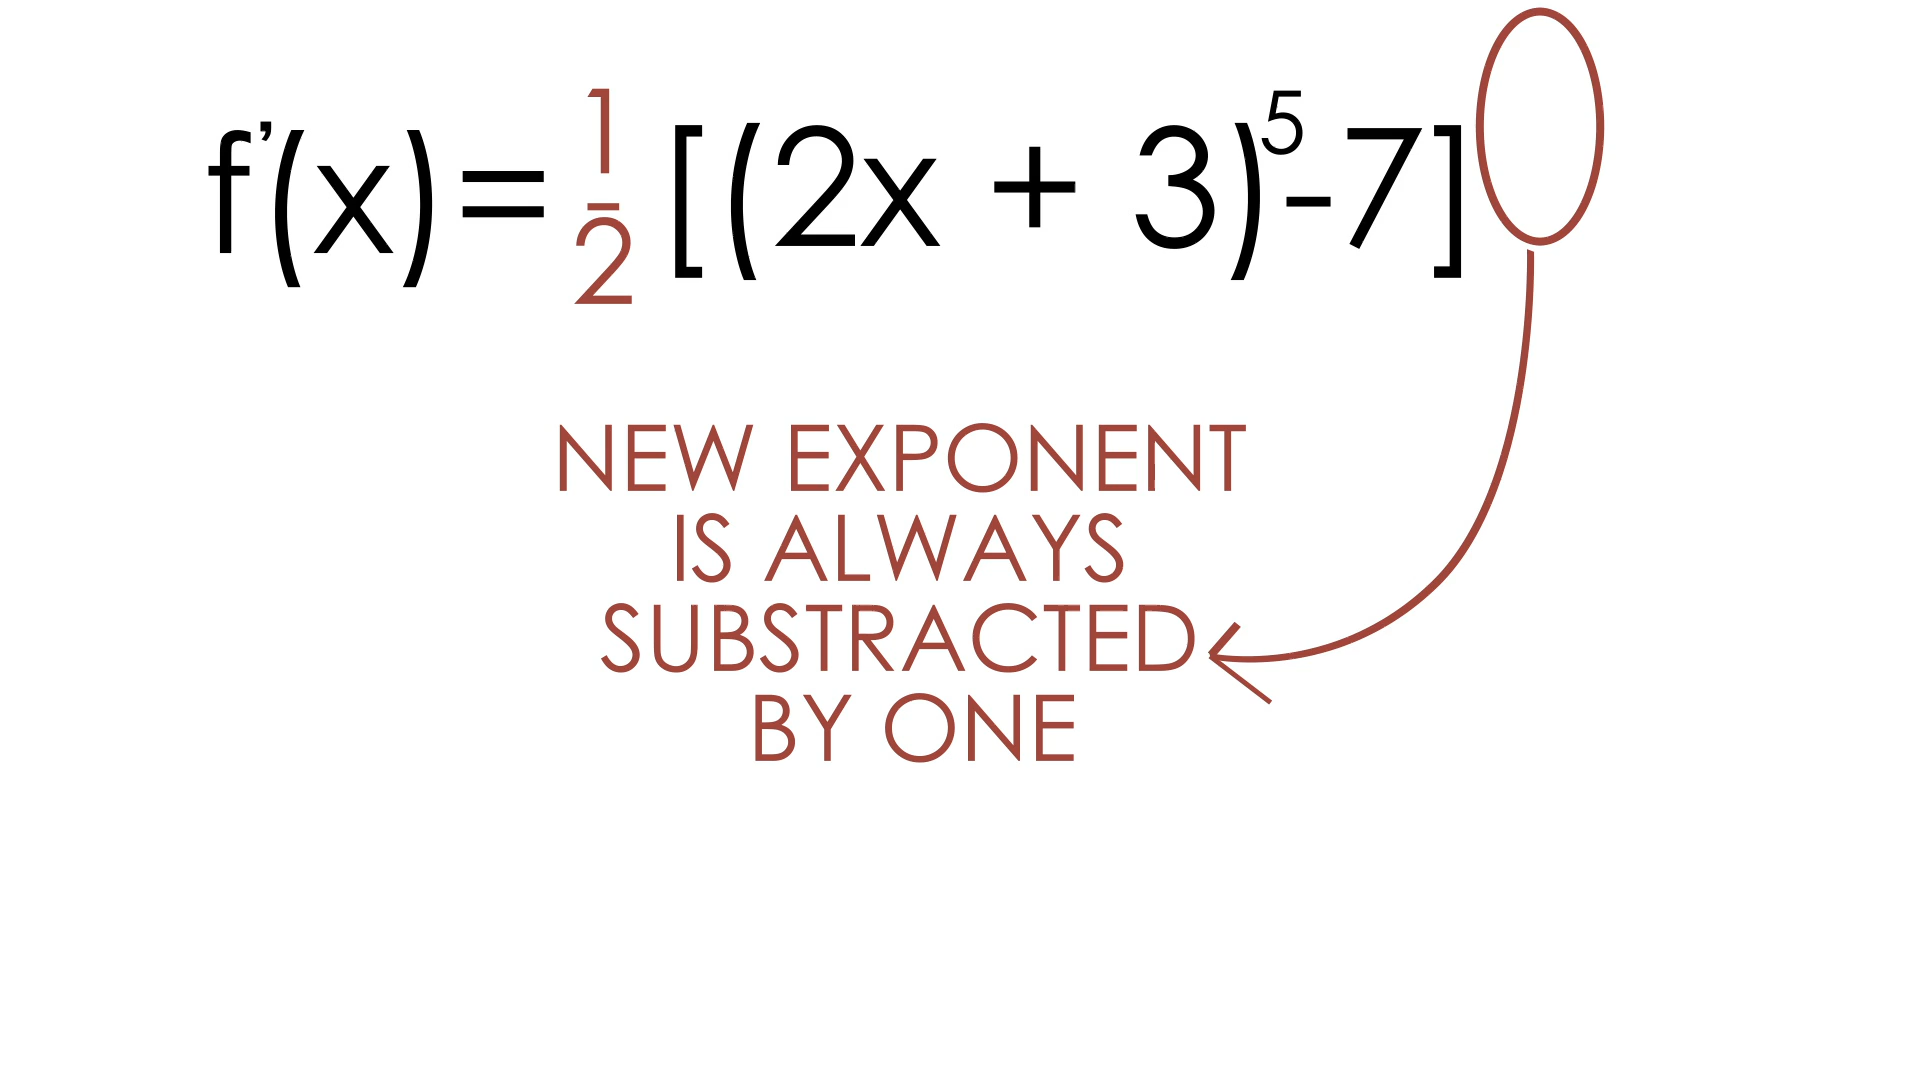 f’(x)= 1/2 [(2x + 3)⁵-7]
NEW EXPONENT
IS ALWAYS
SUBSTRACTED
BY ONE